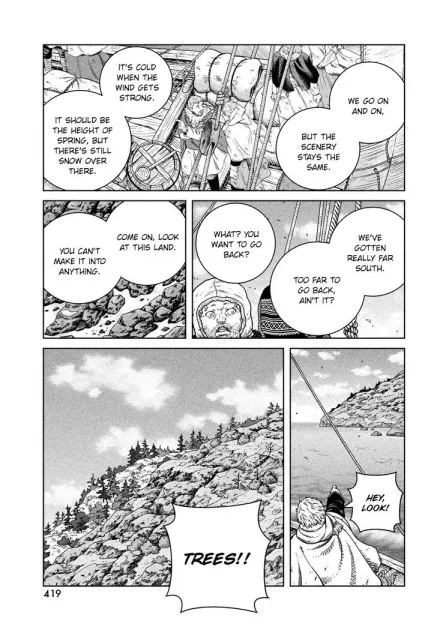 WE GO ON
AND ON,
BUT THE
SCENERY
STAYS THE
SAME.
IT'S COLD
WHEN THE
WIND GETS
STRONG.
IT SHOULD
BE THE
HEIGHT OF
SPRING, BUT
THERE'S STILL
SNOW OVER
THERE.
WE'VE
GOTTEN
REALLY FAR
SOUTH.
TOO FAR TO
GO BACK,
AIN'T IT?
WHAT? YOU
WANT TO GO
BACK?
COME ON, LOOK
AT THIS LAND.
YOU CAN'T
MAKE IT INTO
ANYTHING.
HEY,
LOOK!
TREES!!
419